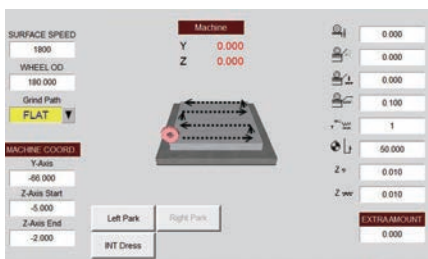 SURFACE SPEED
1800
WHEEL OD
180.000
Grind Path
FLAT
MACHINE COORD.
Y-Axis
-66.000
Z-Axis Start
-5.000
Z-Axis End
-2.000
Machine
Y 0.000
Z 0.000
Left Park
Right Park
INT Dress
0.000
0.000
0.000
0.100
1
50.000
Z 0.010
Z 0.010
EXTRA AMOUNT
0.000